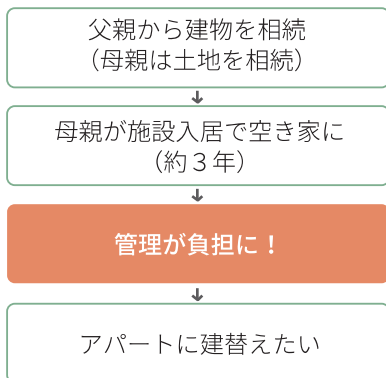 父親から建物を相続
（母親は土地を相続）
母親が施設入居で空き家に
（約３年）
管理が負担に！
アパートに建替えたい